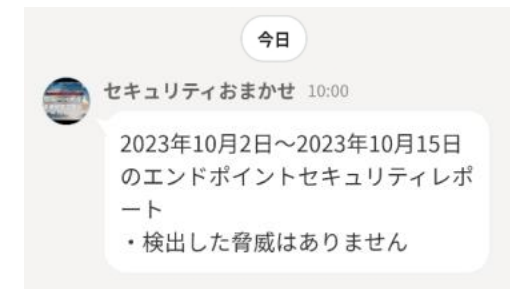 今日
セキュリティおまかせ 10:00
2023年10月2日～2023年10月15日
のエンドポイントセキュリティレポ
ート
・検出した脅威はありません